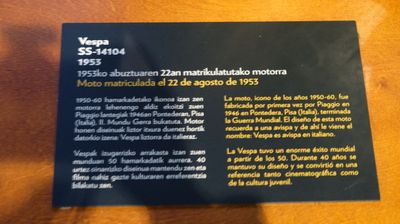 Vespa
SS-14104
1953
1953ko abuztuaren 22an matrikulatutako motorra
Moto matriculada el 22 de agosto de 1953
1950-60 hamarkadetako ikonoa izan zen
motorra lehenengo aldiz ekoitzi zuen
Piaggio lantegiak 1946an Pontederan, Pisa
(Italia), II. Mundu Gerra bukatuta. Motor
honen diseinuak liztor itxura duenez hortik
datorkio izena: Vespa liztorra da italieraz.
Vespak izugarrizko arrakasta izan zuen
munduan 50 hamarkadatik aurrera. 40
urtez oinarrizko diseinua mantendu zen eta
filma nahiz gazte kulturaren erreferentzia
bilakatu zen.
La moto, icono de los años 1950-60, fue
fabricada por primera vez por Piaggio
en 1946 en Pontedera, Pisa (Italia), terminada
la Guerra Mundial. El diseño de esta moto
recuerda a una avispa y de ahí le viene el
nombre: Vespa es avispa en italiano.
La Vespa tuvo un enorme éxito mundial
a partir de los 50. Durante 40 años se
mantuvo su diseño y se convirtió en una
referencia tanto cinematográfica como
de la cultura juvenil.